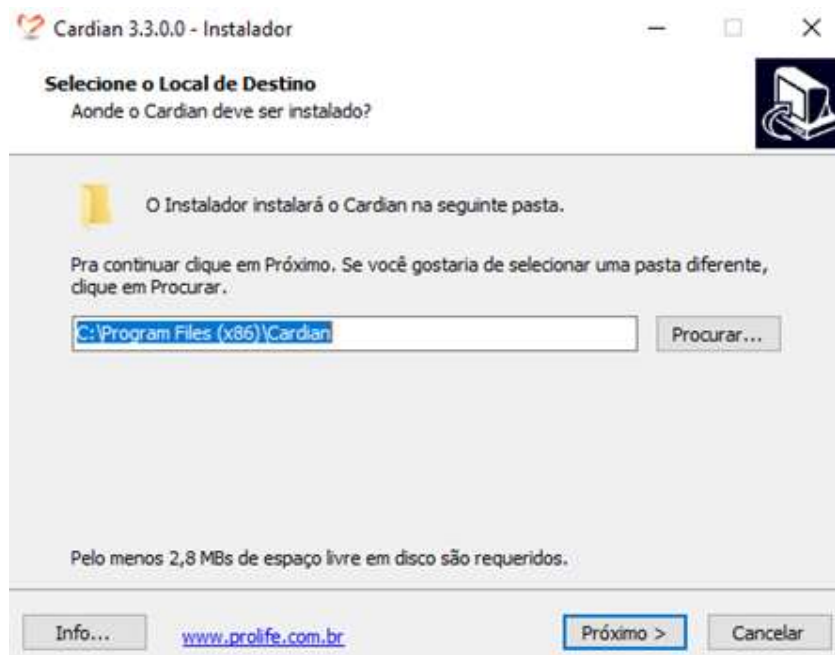 Cardian 3.3.0.0 - Instalador
Selecione o Local de Destino
Aonde o Cardian deve ser instalado?
O Instalador instalará o Cardian na seguinte pasta.
Pra continuar clique em Próximo. Se você gostaria de selecionar uma pasta diferente,
clique em Procurar.
C:\Program Files (x86)\Cardian
Procurar...
Pelo menos 2,8 MBs de espaço livre em disco são requeridos.
Info...
www.prolife.com.br
Próximo >
Cancelar